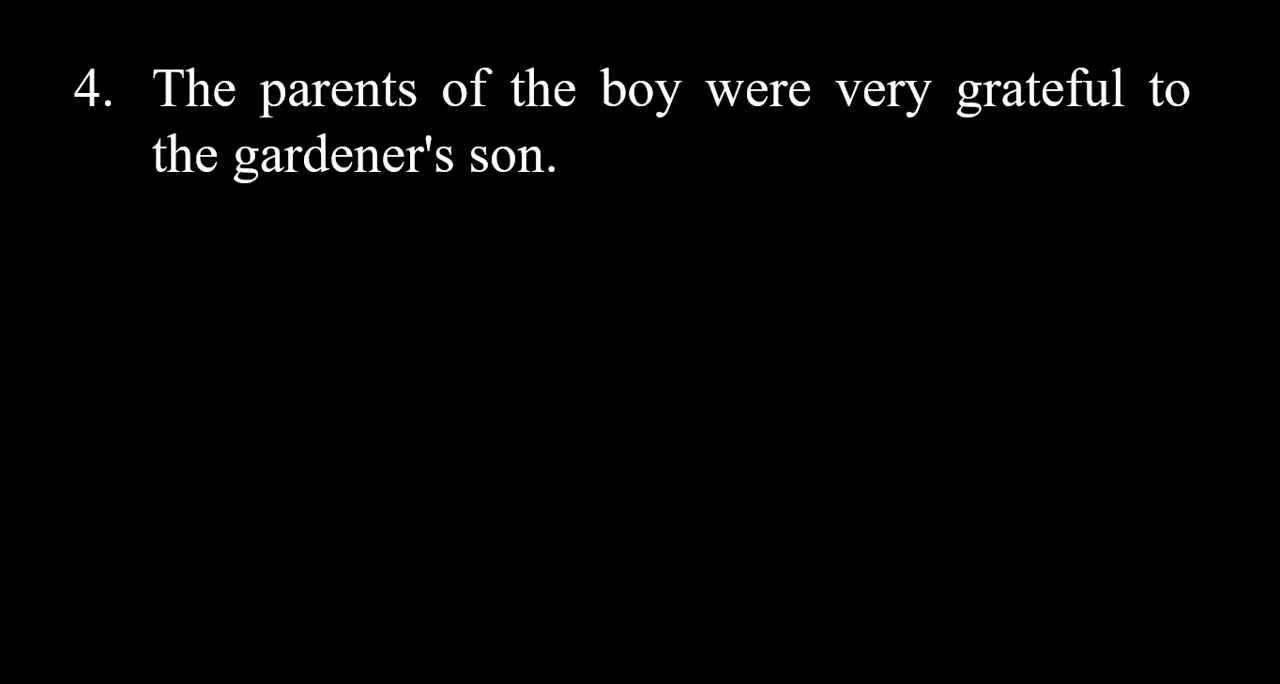 4. The parents of the boy were very grateful to
the gardener's son.